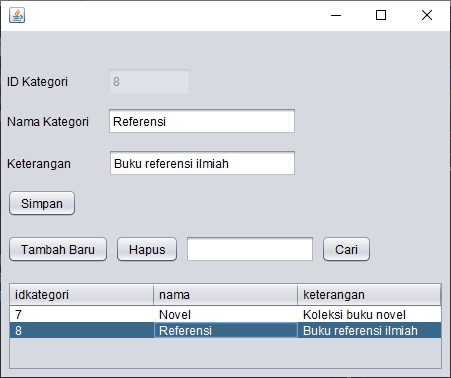 ID Kategori 8
Nama Kategori Referensi
Keterangan Buku referensi ilmiah
Simpan
Tambah Baru Hapus Cari
idkategori nama keterangan
7 Novel Koleksi buku novel
8 Referensi Buku referensi ilmiah